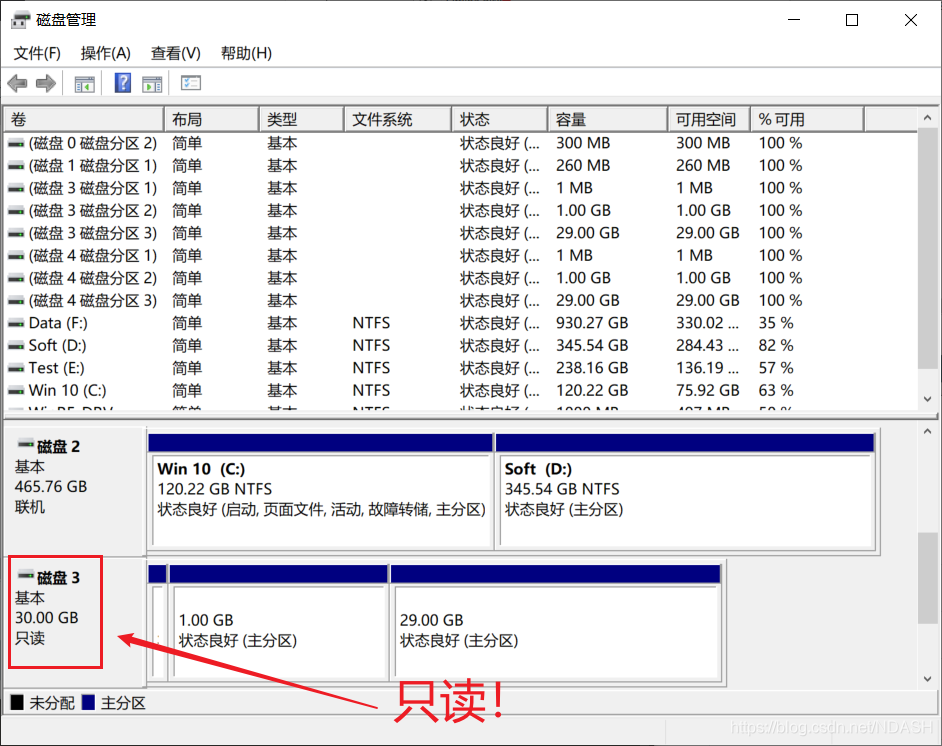 磁盘管理
文件(F) 操作(A) 查看(V) 帮助(H)
卷 布局 类型 文件系统 状态 容量 可用空间 % 可用
(磁盘 0 磁盘分区 2) 简单 基本 状态良好 (... 300 MB 300 MB 100 %
(磁盘 1 磁盘分区 1) 简单 基本 状态良好 (... 260 MB 260 MB 100 %
(磁盘 3 磁盘分区 1) 简单 基本 状态良好 (... 1 MB 1 MB 100 %
(磁盘 3 磁盘分区 2) 简单 基本 状态良好 (... 1.00 GB 1.00 GB 100 %
(磁盘 3 磁盘分区 3) 简单 基本 状态良好 (... 29.00 GB 29.00 GB 100 %
(磁盘 4 磁盘分区 1) 简单 基本 状态良好 (... 1 MB 1 MB 100 %
(磁盘 4 磁盘分区 2) 简单 基本 状态良好 (... 1.00 GB 1.00 GB 100 %
(磁盘 4 磁盘分区 3) 简单 基本 状态良好 (... 29.00 GB 29.00 GB 100 %
Data (F:) 简单 基本 NTFS 状态良好 (... 930.27 GB 330.02 ... 35 %
Soft (D:) 简单 基本 NTFS 状态良好 (... 345.54 GB 284.43 ... 82 %
Test (E:) 简单 基本 NTFS 状态良好 (... 238.16 GB 136.19 ... 57 %
Win 10 (C:) 简单 基本 NTFS 状态良好 (... 120.22 GB 75.92 GB 63 %
磁盘 2
基本
465.76 GB
联机
Win 10 (C:)
120.22 GB NTFS
状态良好 (启动, 页面文件, 活动, 故障转储, 主分区)
Soft (D:)
345.54 GB NTFS
状态良好 (主分区)
磁盘 3
基本
30.00 GB
只读
1.00 GB
状态良好 (主分区)
29.00 GB
状态良好 (主分区)
只读!
未分配 主分区
https://blog.csdn.net/NDASH